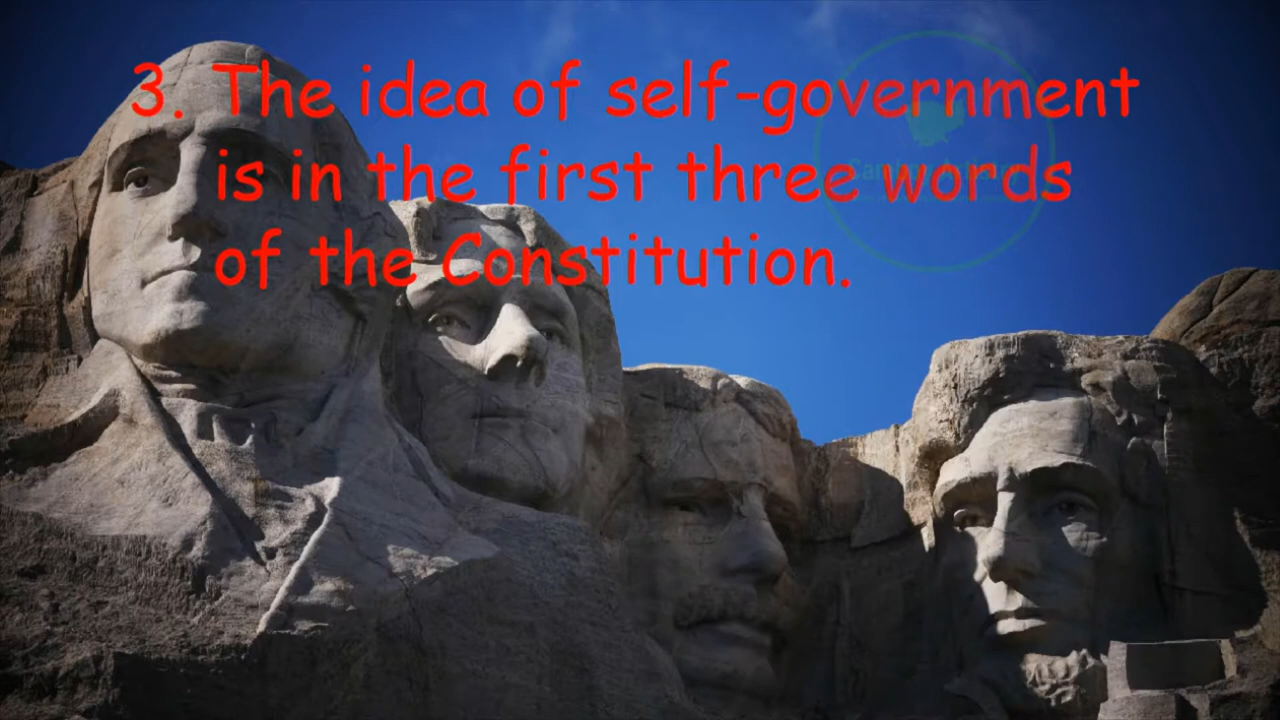 3. The idea of self-government
is in the first three words
of the Constitution.